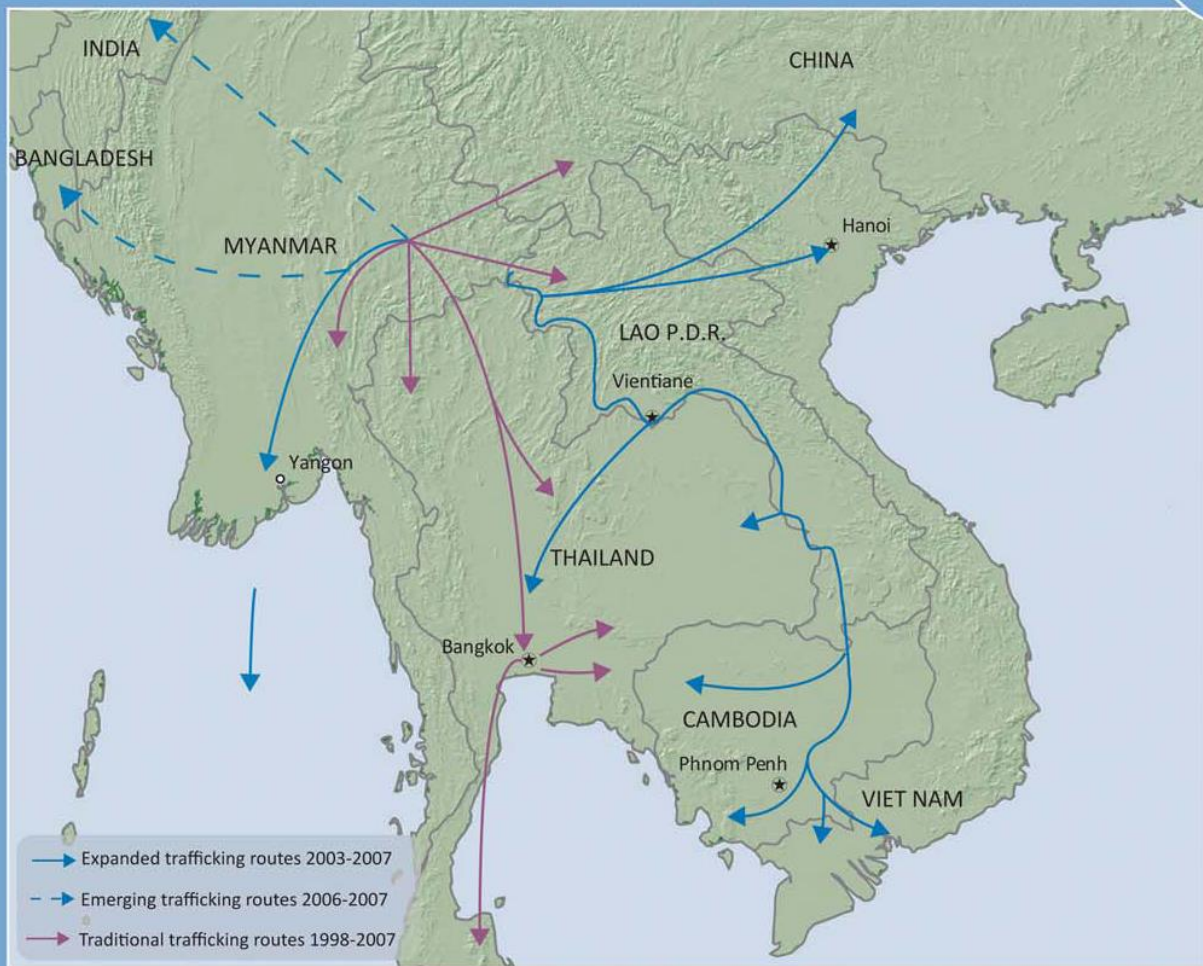 INDIA
CHINA
BANGLADESH
Hanoi
MYANMAR
LAO P.D.R.
Vientiane
Yangon
THAILAND
Bangkok
CAMBODIA
Phnom Penh
VIET NAM
Expanded trafficking routes 2003-2007
Emerging trafficking routes 2006-2007
Traditional trafficking routes 1998-2007